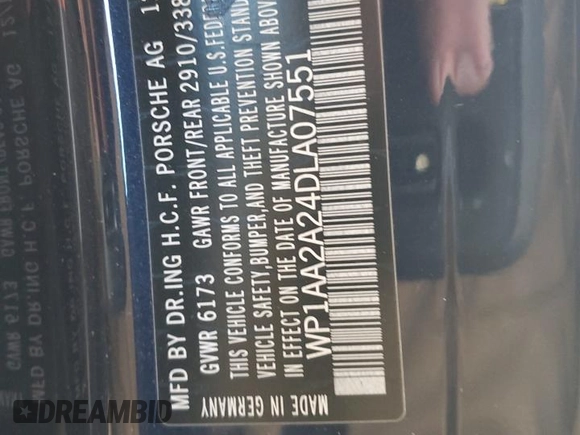 MFD BY DR.ING H.C.F. PORSCHE AG
GVWR 6173 GAWR FRONT/REAR 2910/338
THIS VEHICLE CONFORMS TO ALL APPLICABLE U.S.FEDER
VEHICLE SAFETY,BUMPER,AND THEFT PREVENTION STAND
IN EFFECT ON THE DATE OF MANUFACTURE SHOWN ABOV
WP1AA2A24DLA07551
MADE IN GERMANY
DREAMBID